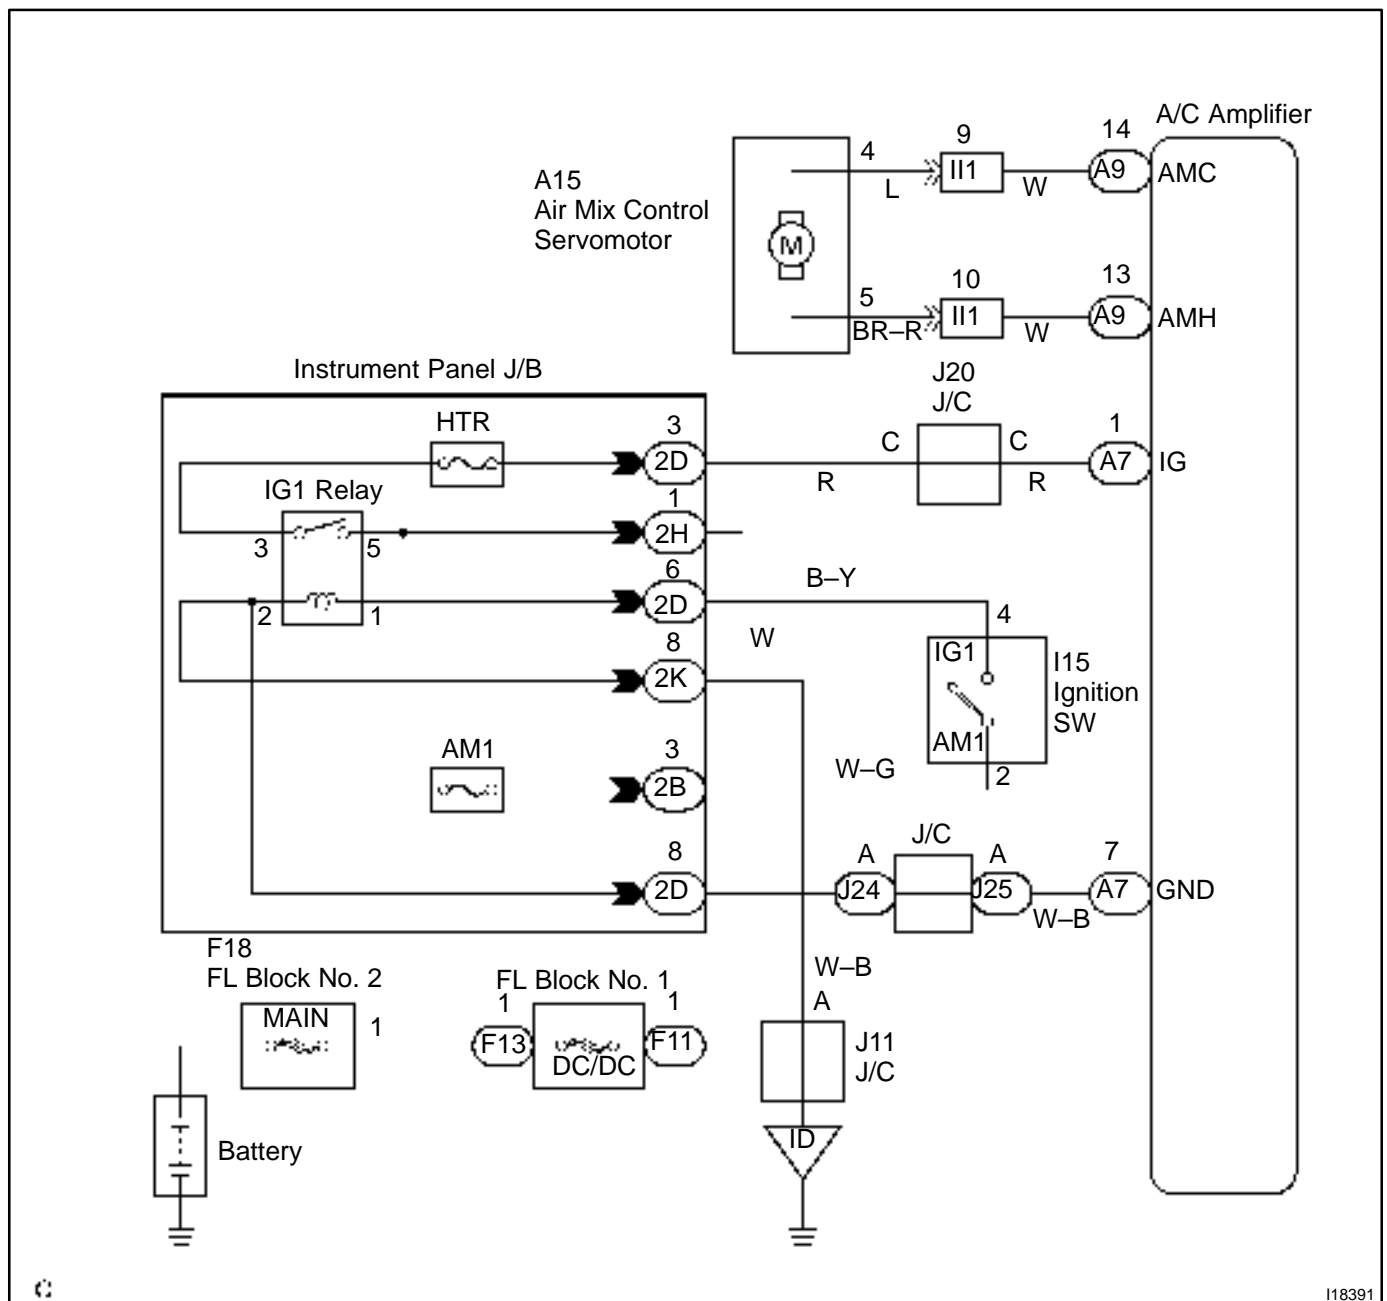 A/C Amplifier
14
9
4
A15
Air Mix Control
Servomotor
II1
A9
AMC
L
W
M
13
10
5
II1
A9
AMH
BR–R
W
Instrument Panel J/B
J20
J/C
HTR
3
1
C
C
2D
A7
IG
R
R
IG1 Relay
1
2H
3
5
6
B–Y
2D
2
1
4
8
W
IG1
I15
Ignition
SW
2K
AM1
AM1
3
W–G
2
2B
J/C
8
A
A
7
2D
J24
J25
A7
GND
W–B
F18
FL Block No. 2
FL Block No. 1
W–B
1
1
A
MAIN
1
F13
F11
DC/DC
J11
J/C
ID
Battery
I18391